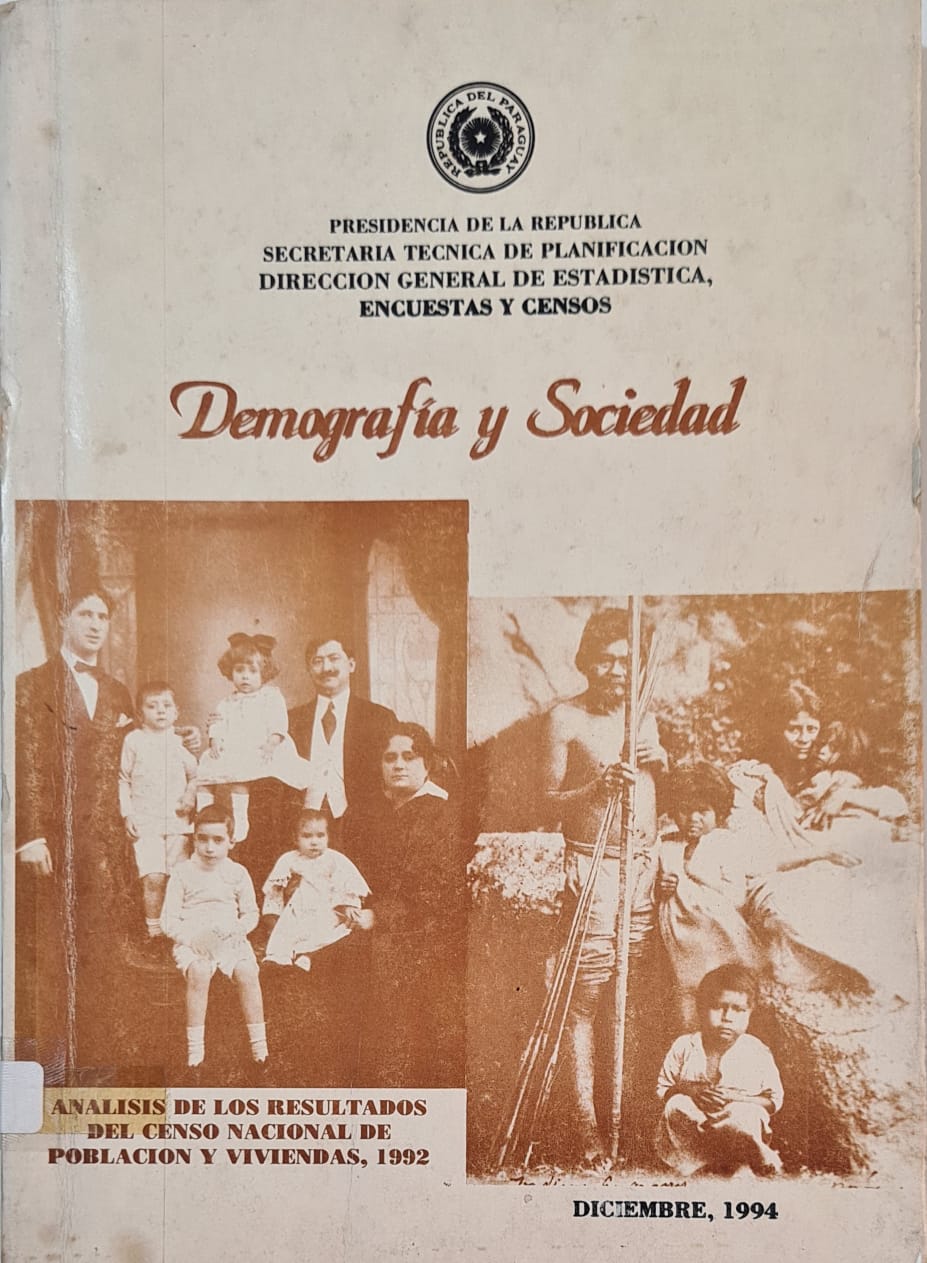 REPUBLICA DEL PARAGUAY
PRESIDENCIA DE LA REPUBLICA
SECRETARIA TECNICA DE PLANIFICACION
DIRECCION GENERAL DE ESTADISTICA,
ENCUESTAS Y CENSOS
Demografía y Sociedad
ANALISIS DE LOS RESULTADOS
DEL CENSO NACIONAL DE
POBLACION Y VIVIENDAS, 1992
DICIEMBRE, 1994